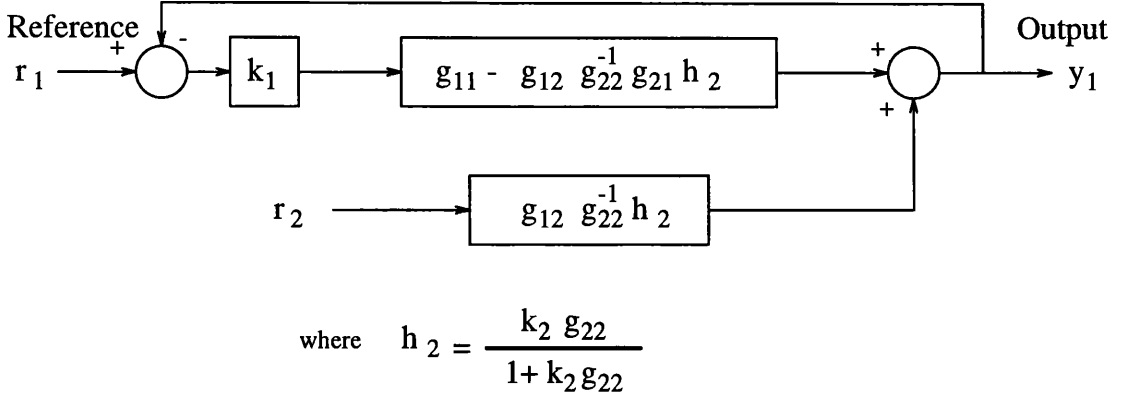 Reference
Output
+ -
r 1
k 1
g11 - g12 g22^-1 g21 h 2
+
+
y1
r 2
g12 g22^-1 h 2
where h 2 = k2 g22
1+ k2 g22